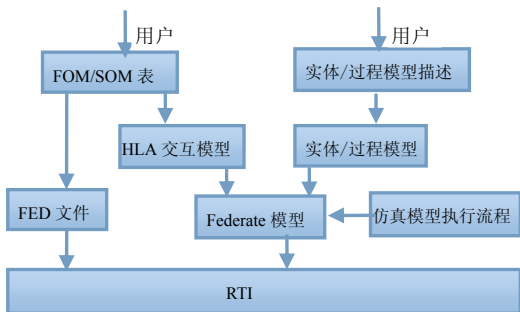 用户
用户
FOM/SOM 表
实体/过程模型描述
HLA 交互模型
实体/过程模型
FED 文件
Federate 模型
仿真模型执行流程
RTI